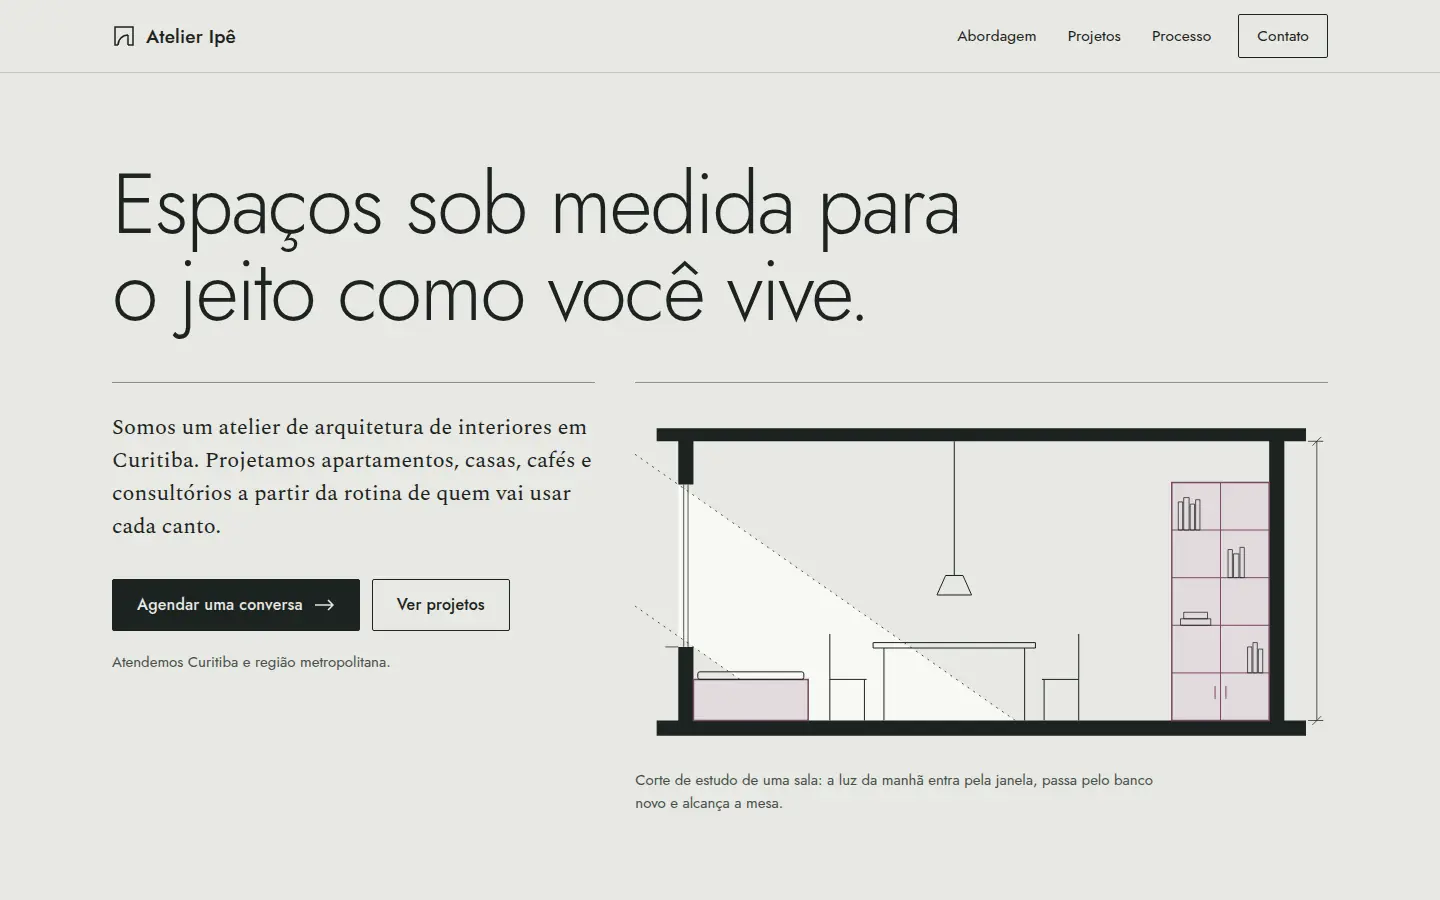 Atelier Ipê
Abordagem
Projetos
Processo
Contato
Espaços sob medida para
o jeito como você vive.
Somos um atelier de arquitetura de interiores em
Curitiba. Projetamos apartamentos, casas, cafés e
consultórios a partir da rotina de quem vai usar
cada canto.
Agendar uma conversa
Ver projetos
Atendemos Curitiba e região metropolitana.
Corte de estudo de uma sala: a luz da manhã entra pela janela, passa pelo banco
novo e alcança a mesa.